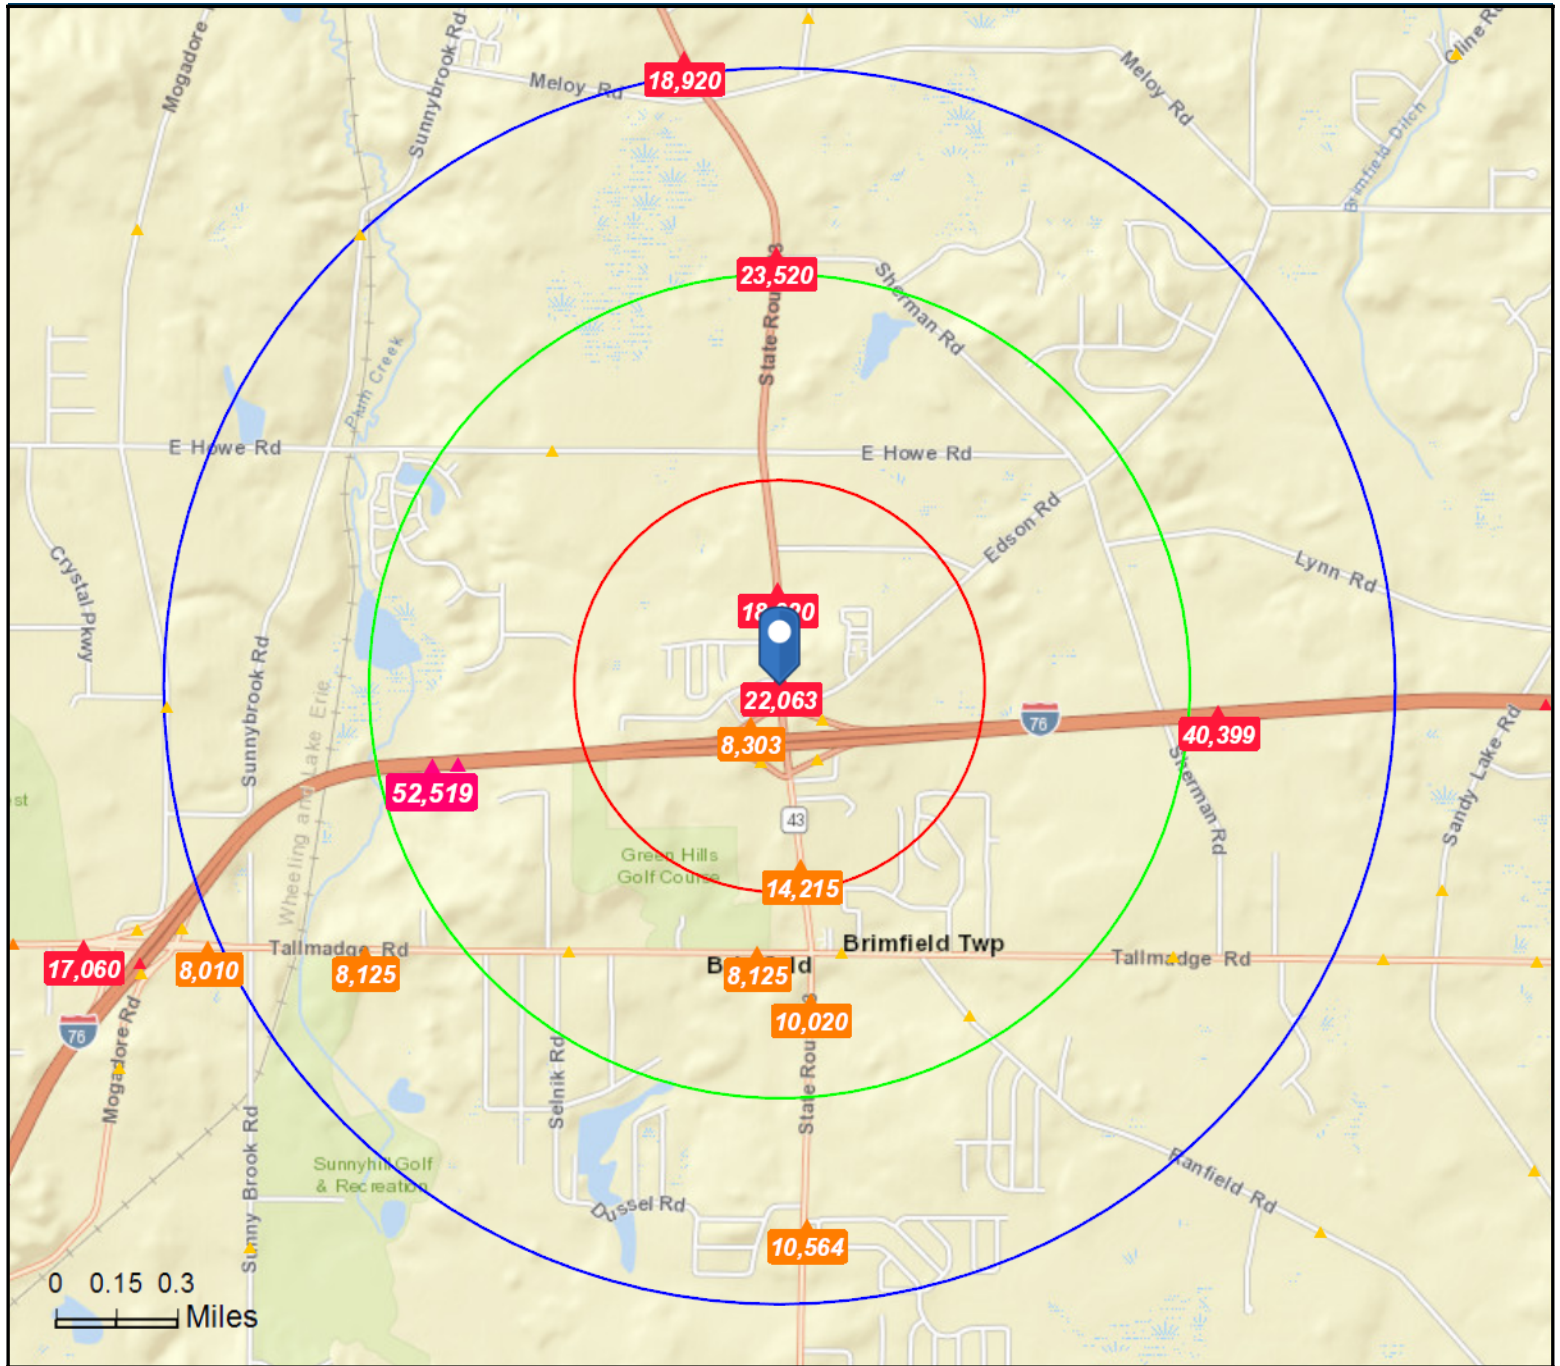 Mogadore
Sunnybrook Rd
18,920
Meloy Rd
Meloy Rd
Cline Rd
Brimfield Ditch
23,520
State Rou
Sherman Rd
Plum Creek
E Howe Rd
E Howe Rd
Edson Rd
Lynn Rd
Crystal Pkwy
22,063
8,303
76
40,399
Sunnybrook Rd
Wheeling and Lake Erie
52,519
43
Sherman Rd
Sandy Lake Rd
st
Green Hills
Golf Course
14,215
Tallmadge Rd
Brimfield Twp
Tallmadge Rd
17,060
8,010
8,125
8,125
10,020
76
Mogadore Rd
Selnik Rd
State Rou
Sunny Brook Rd
Sunnyhill Golf
& Recreation
Dussel Rd
Ranfield Rd
10,564
0 0.15 0.3
Miles